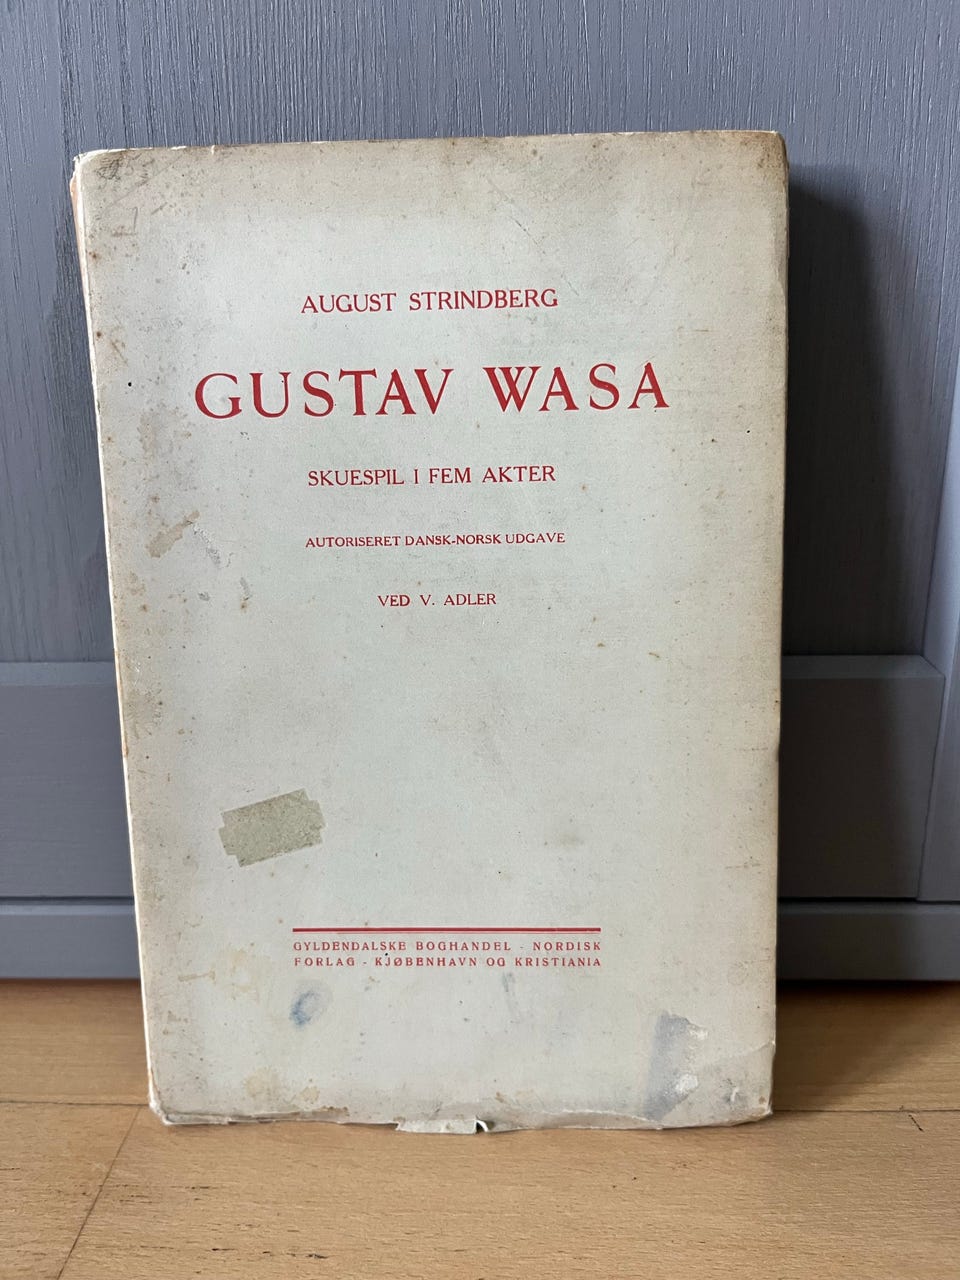 AUGUST STRINDBERG
GUSTAV WASA
SKUESPIL I FEM AKTER
AUTORISERET DANSK-NORSK UDGAVE
VED V. ADLER
GYLDENDALSKE BOGHANDEL - NORDISK
FORLAG - KJØBENHAVN OG KRISTIANIA